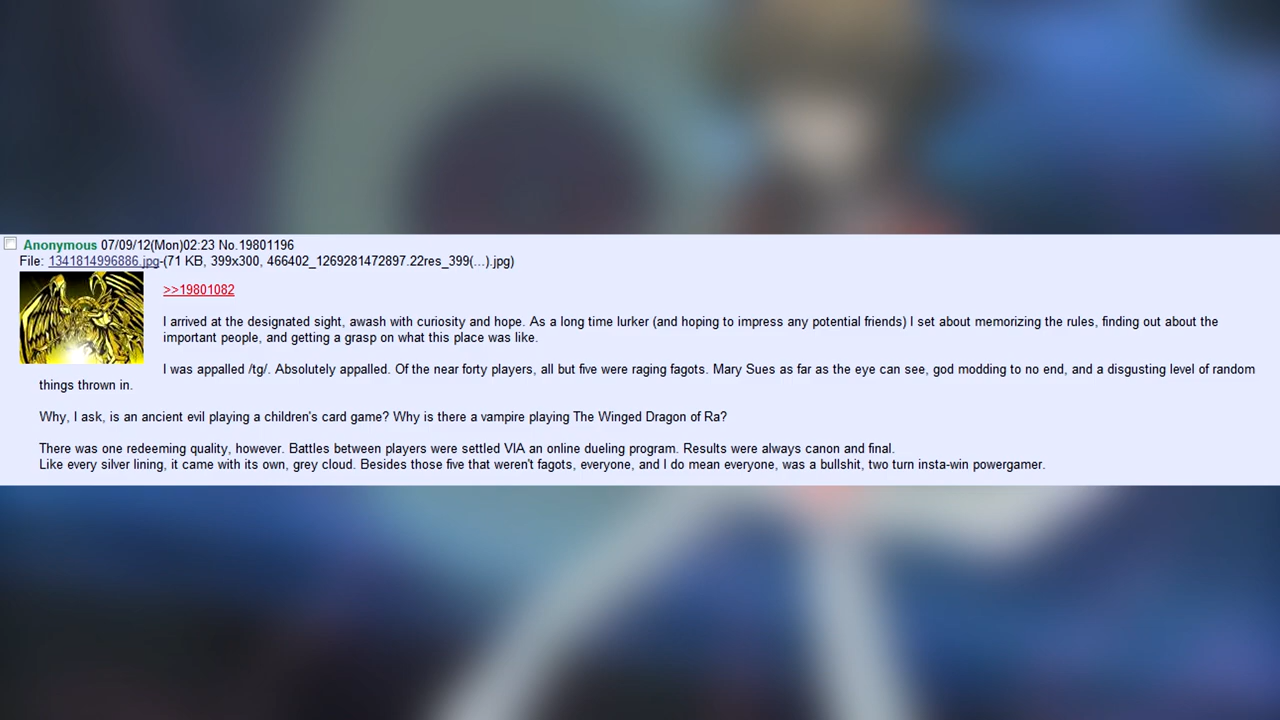 Anonymous 07/09/12(Mon)02:23 No.19801196
File: 1341814996886.jpg-(71 KB, 399x300, 466402_1269281472897.22res_399(...).jpg)
>>19801082
I arrived at the designated sight, awash with curiosity and hope. As a long time lurker (and hoping to impress any potential friends) I set about memorizing the rules, finding out about the
important people, and getting a grasp on what this place was like.
I was appalled /tg/. Absolutely appalled. Of the near forty players, all but five were raging fagots. Mary Sues as far as the eye can see, god modding to no end, and a disgusting level of random
things thrown in.
Why, I ask, is an ancient evil playing a children's card game? Why is there a vampire playing The Winged Dragon of Ra?
There was one redeeming quality, however. Battles between players were settled VIA an online dueling program. Results were always canon and final.
Like every silver lining, it came with its own, grey cloud. Besides those five that weren't fagots, everyone, and I do mean everyone, was a bullshit, two turn insta-win powergamer.